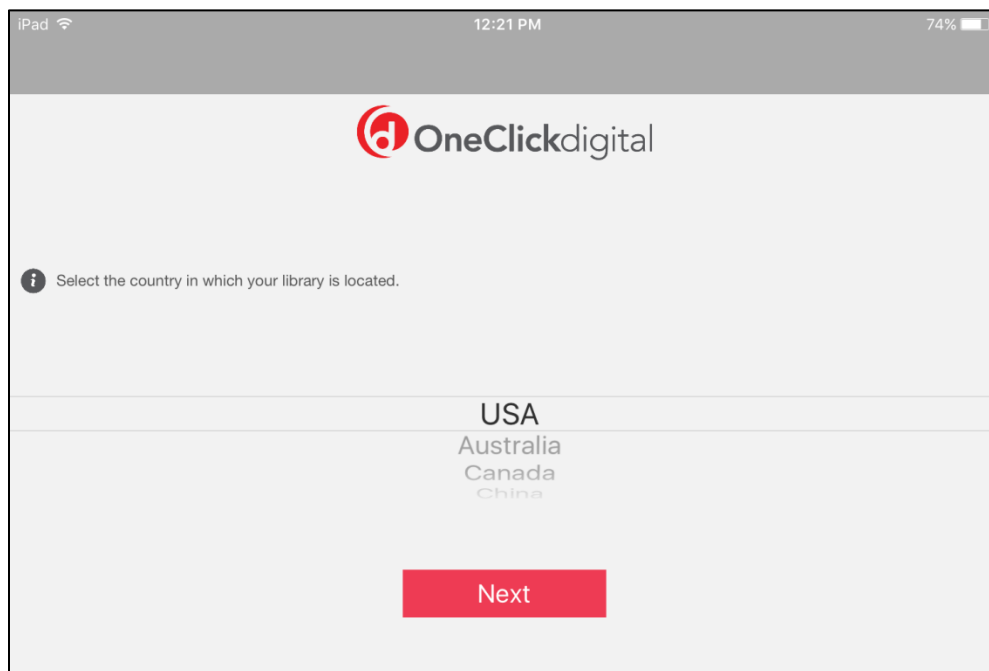 iPad 12:21 PM 74%
OneClickdigital
Select the country in which your library is located.
USA
Australia
Canada
China
Next